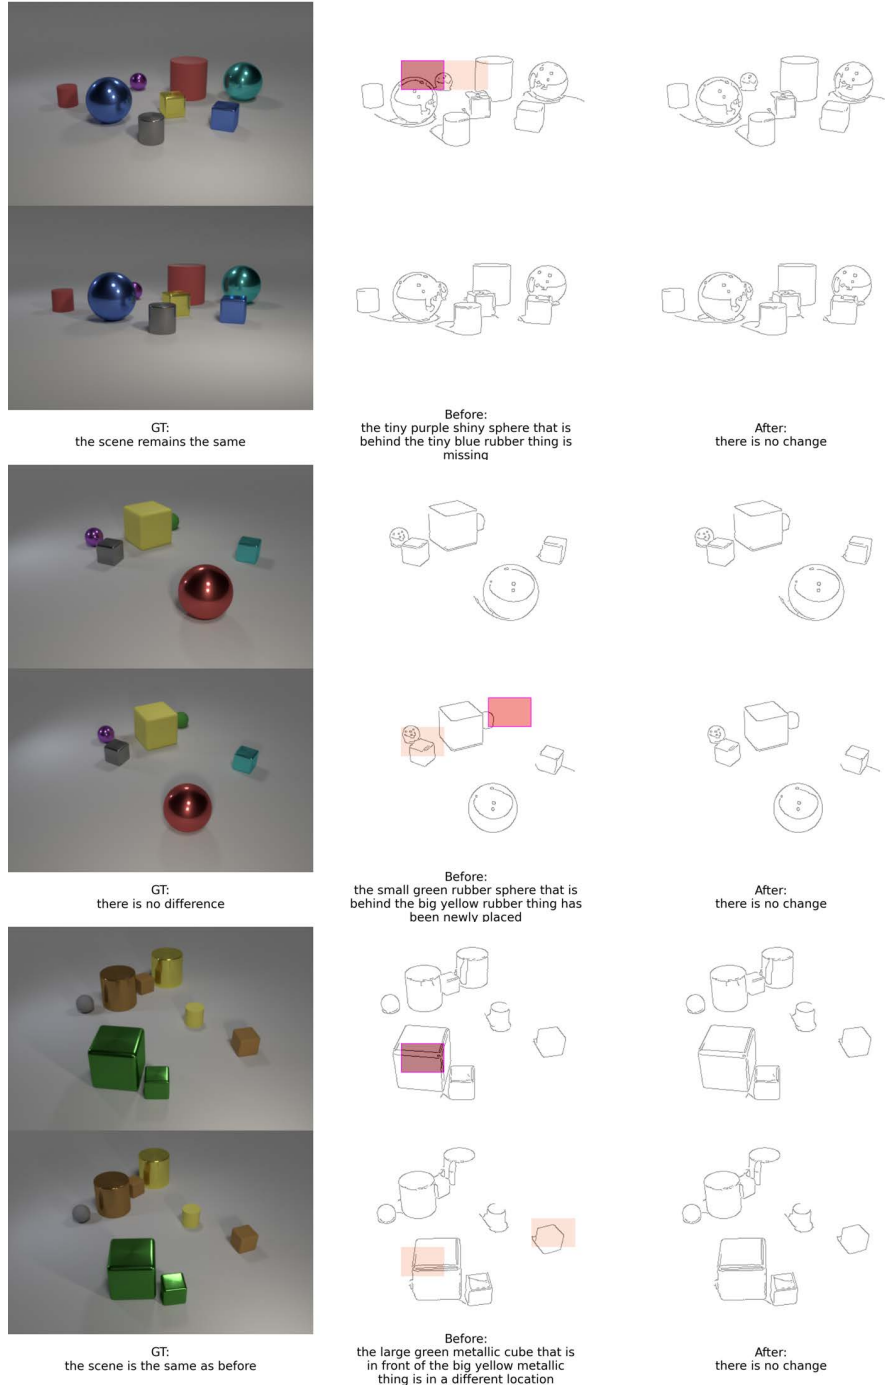 GT:
the scene remains the same
Before:
the tiny purple shiny sphere that is
behind the tiny blue rubber thing is
missing
After:
there is no change
GT:
there is no difference
Before:
the small green rubber sphere that is
behind the big yellow rubber thing has
been newly placed
After:
there is no change
GT:
the scene is the same as before
Before:
the large green metallic cube that is
in front of the big yellow metallic
thing is in a different location
After:
there is no change